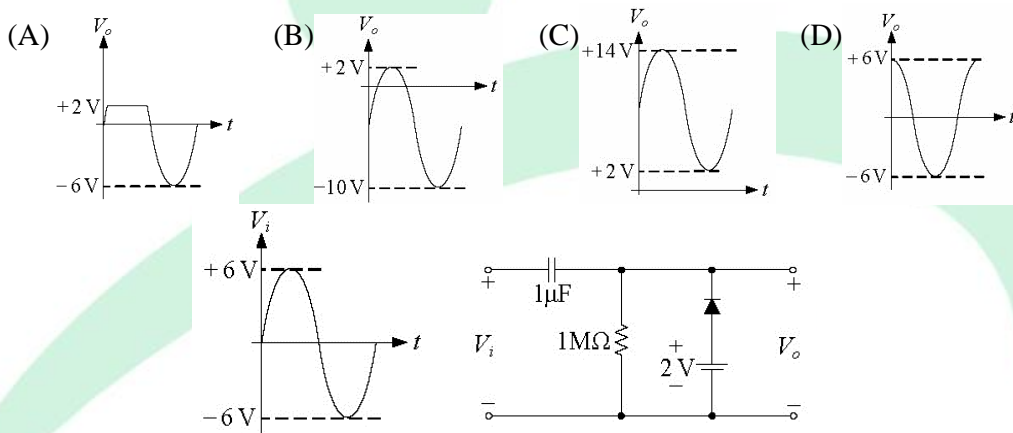 (A) Vo +2 V −6 V t
(B) Vo +2 V −10 V t
(C) Vo +14 V +2 V t
(D) Vo +6 V −6 V t
Vi +6 V −6 V t
+ 1μF +
Vi 1MΩ + 2 V − Vo
− −